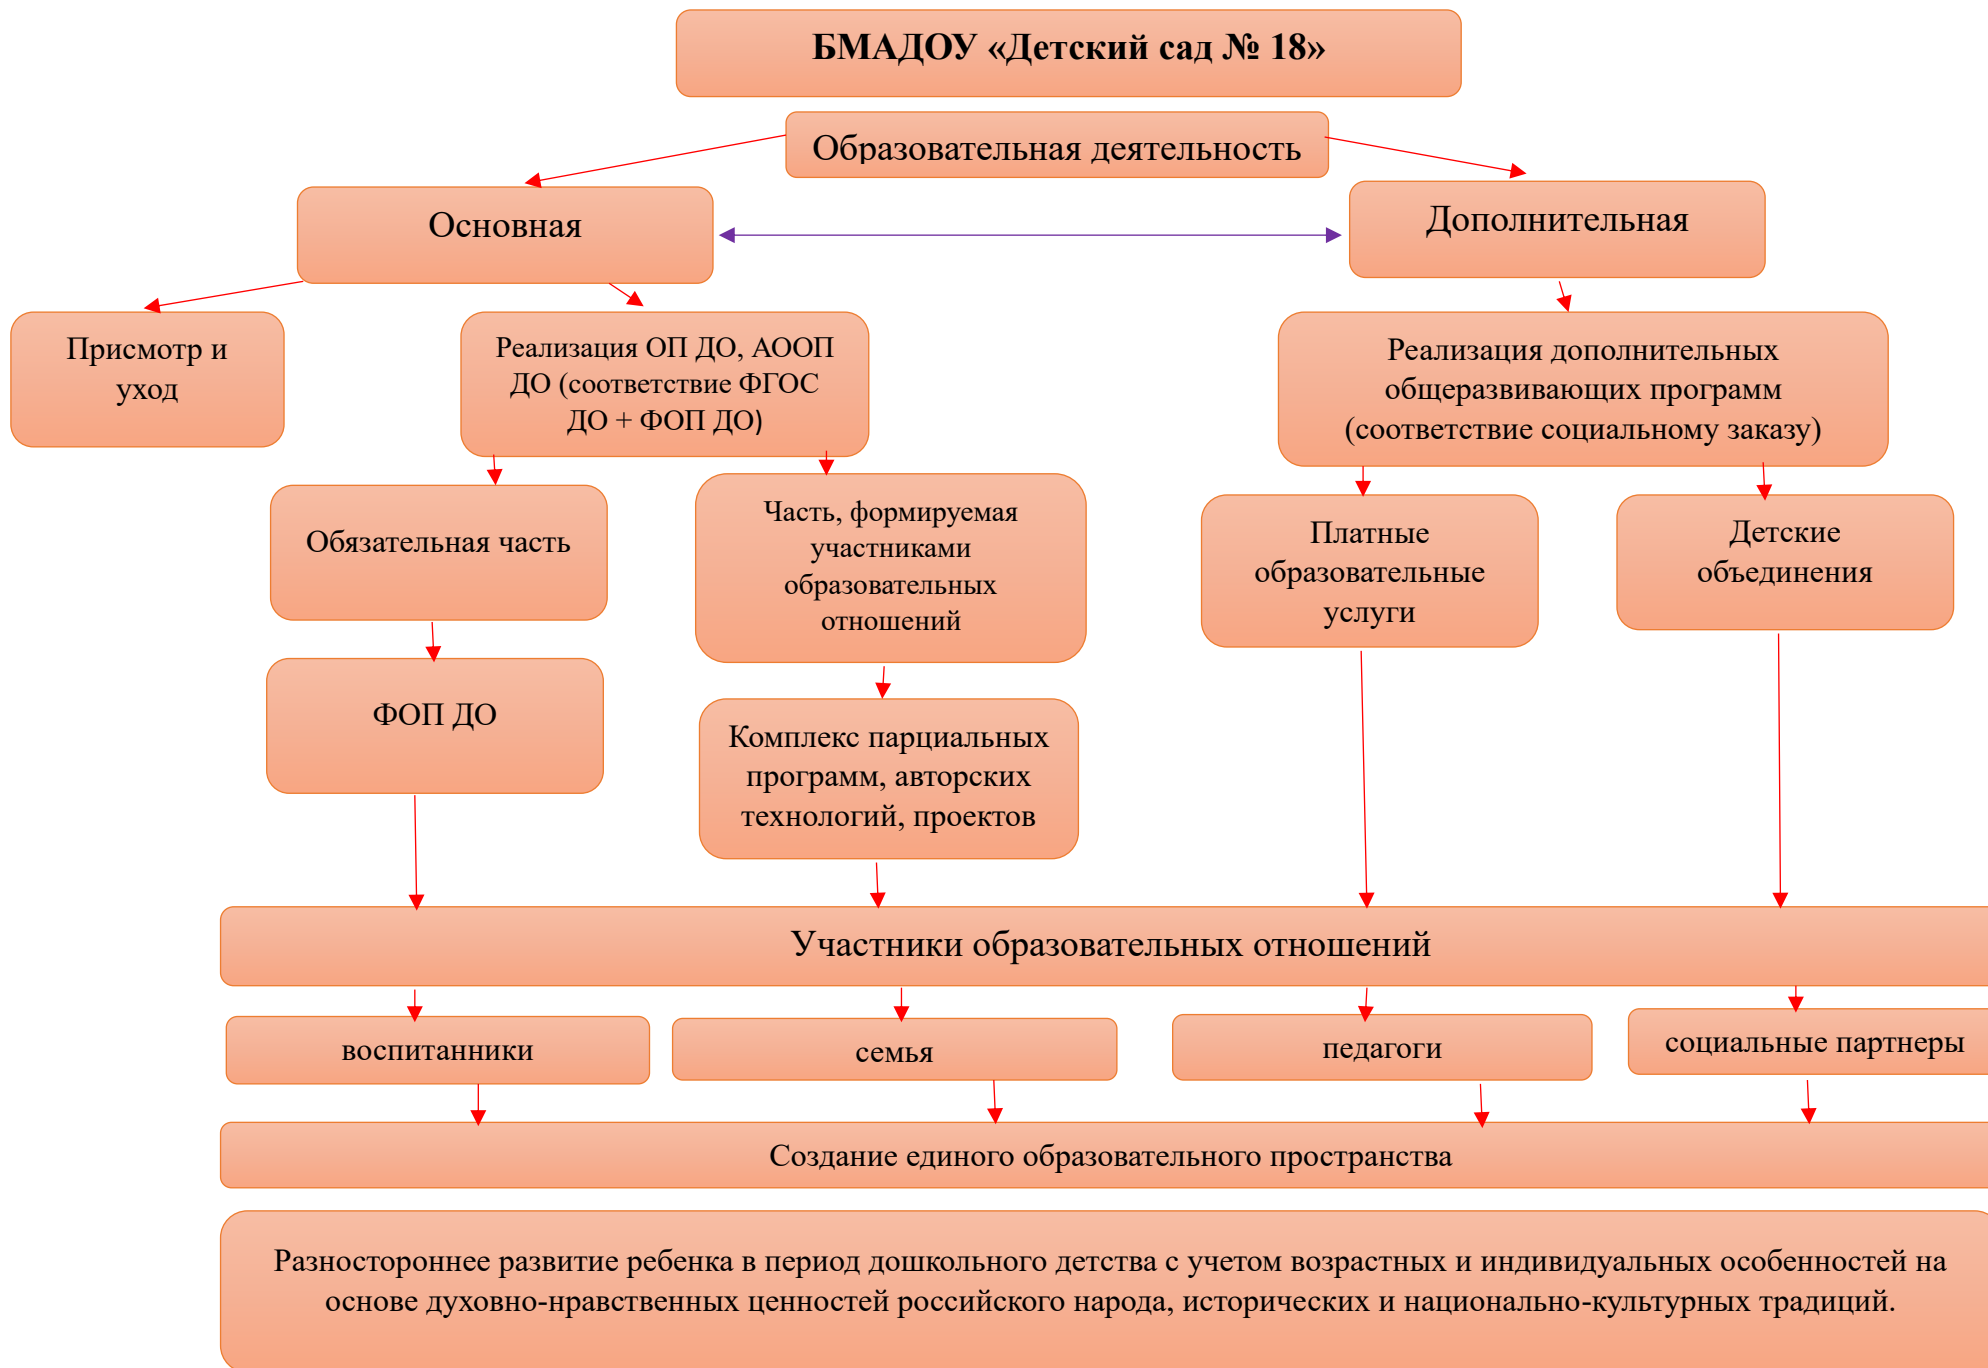 БМАДОУ «Детский сад № 18»
Образовательная деятельность
Основная
Дополнительная
Присмотр и
уход
Реализация ОП ДО, АООП
ДО (соответствие ФГОС
ДО + ФОП ДО)
Реализация дополнительных
общеразвивающих программ
(соответствие социальному заказу)
Обязательная часть
Часть, формируемая
участниками
образовательных
отношений
Платные
образовательные
услуги
Детские
объединения
ФОП ДО
Комплекс парциальных
программ, авторских
технологий, проектов
Участники образовательных отношений
воспитанники
семья
педагоги
социальные партнеры
Создание единого образовательного пространства
Разностороннее развитие ребенка в период дошкольного детства с учетом возрастных и индивидуальных особенностей на
основе духовно-нравственных ценностей российского народа, исторических и национально-культурных традиций.